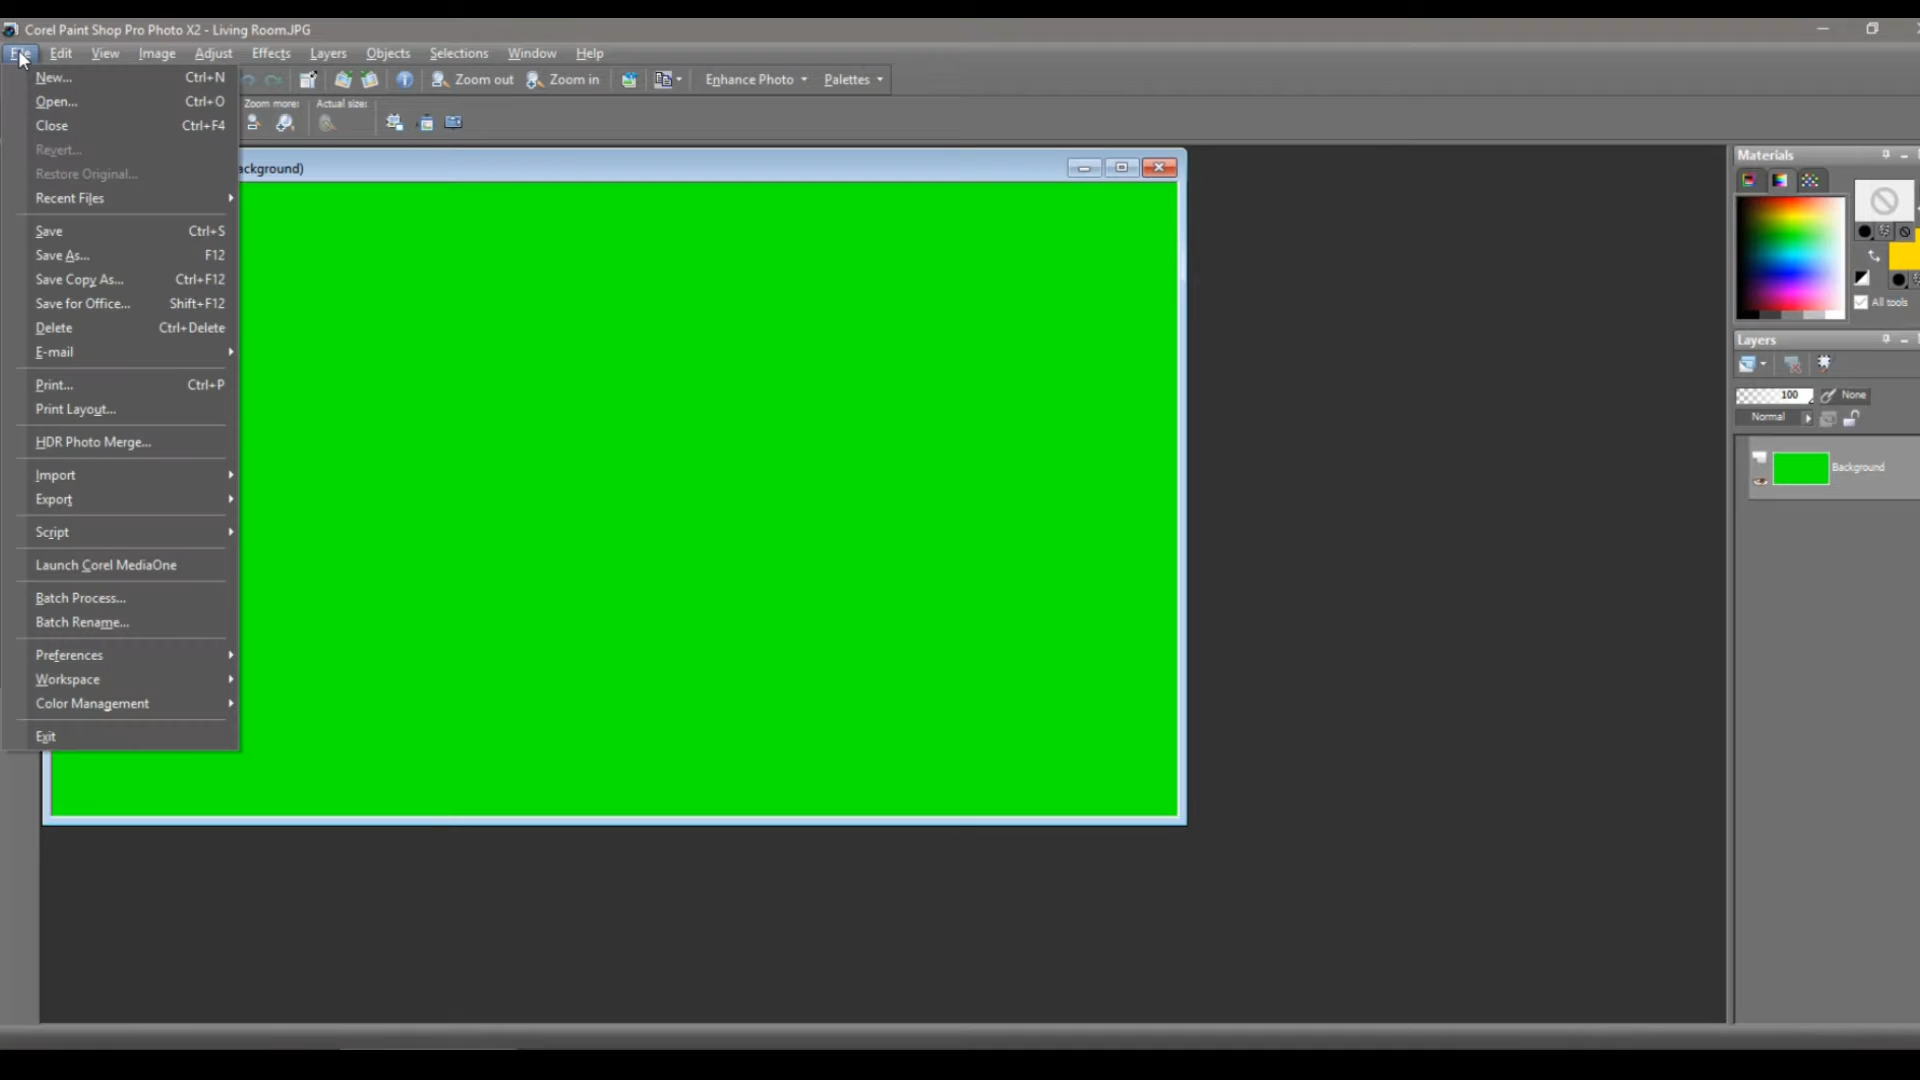 Corel Paint Shop Pro Photo X2 - Living Room.JPG
File Edit View Image Adjust Effects Layers Objects Selections Window Help
Zoom out Zoom in Enhance Photo Palettes
Zoom more: Actual size:
New... Ctrl+N
Open... Ctrl+O
Close Ctrl+F4
Revert...
Restore Original...
Recent Files
Save Ctrl+S
Save As... F12
Save Copy As... Ctrl+F12
Save for Office... Shift+F12
Delete Ctrl+Delete
E-mail
Print... Ctrl+P
Print Layout...
HDR Photo Merge...
Import
Export
Script
Launch Corel MediaOne
Batch Process...
Batch Rename...
Preferences
Workspace
Color Management
Exit
ackground)
Materials
All tools
Layers
100 None
Normal
Background